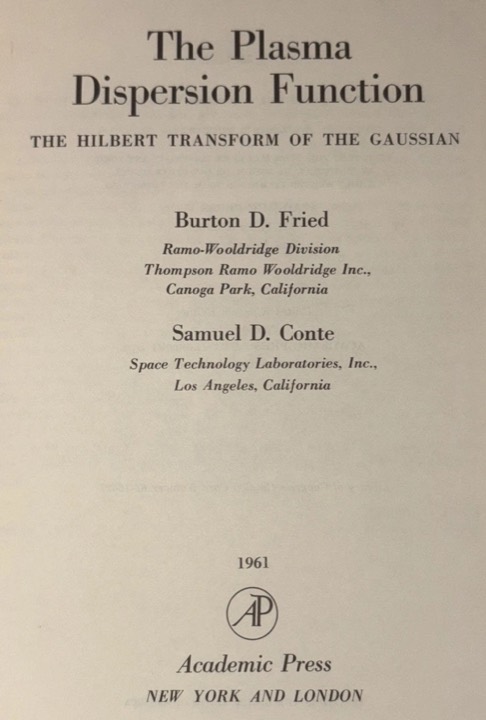 The Plasma
Dispersion Function
THE HILBERT TRANSFORM OF THE GAUSSIAN
Burton D. Fried
Ramo-Wooldridge Division
Thompson Ramo Wooldridge Inc.,
Canoga Park, California
Samuel D. Conte
Space Technology Laboratories, Inc.,
Los Angeles, California
1961
AP
Academic Press
NEW YORK AND LONDON